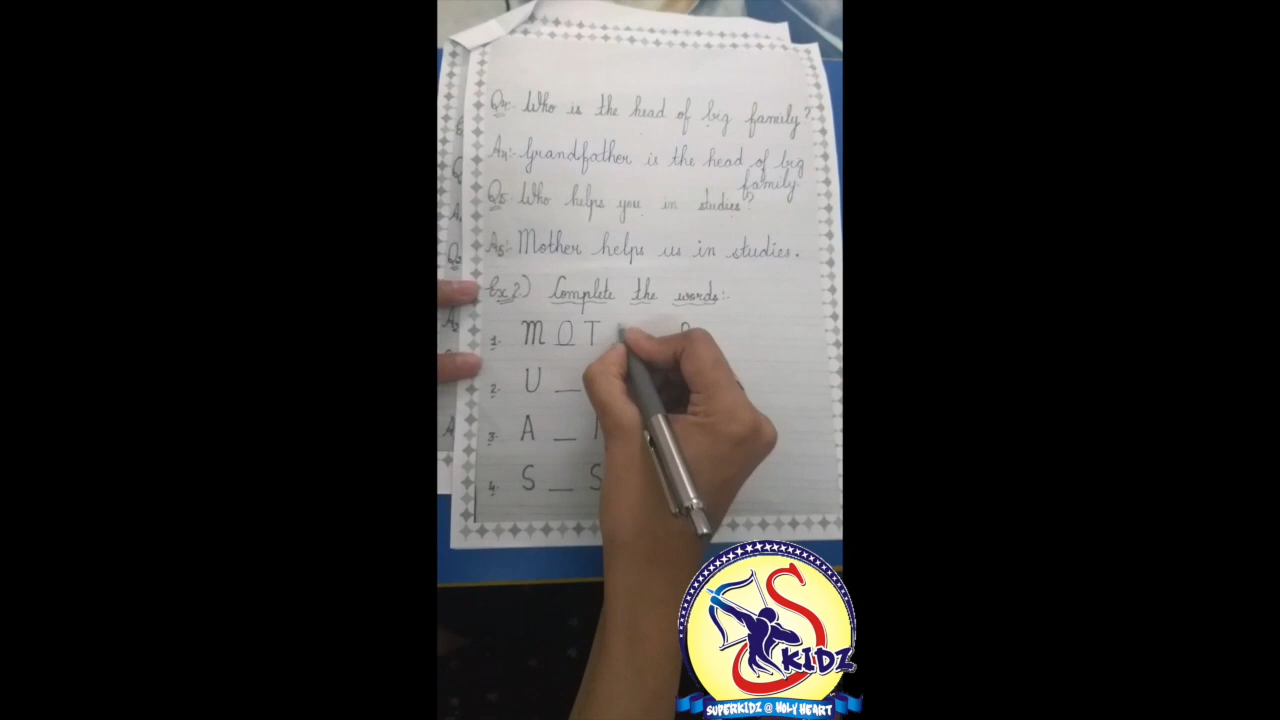 Q4:- Who is the head of big family?
A4:- Grandfather is the head of big
family.
Q5:- Who helps you in studies?
A5:- Mother helps us in studies.
Ex 2) Complete the words:-
1. M O T
2. U _
3. A _
4. S _ S
S KIDZ
SUPERKIDZ @ HOLY HEART